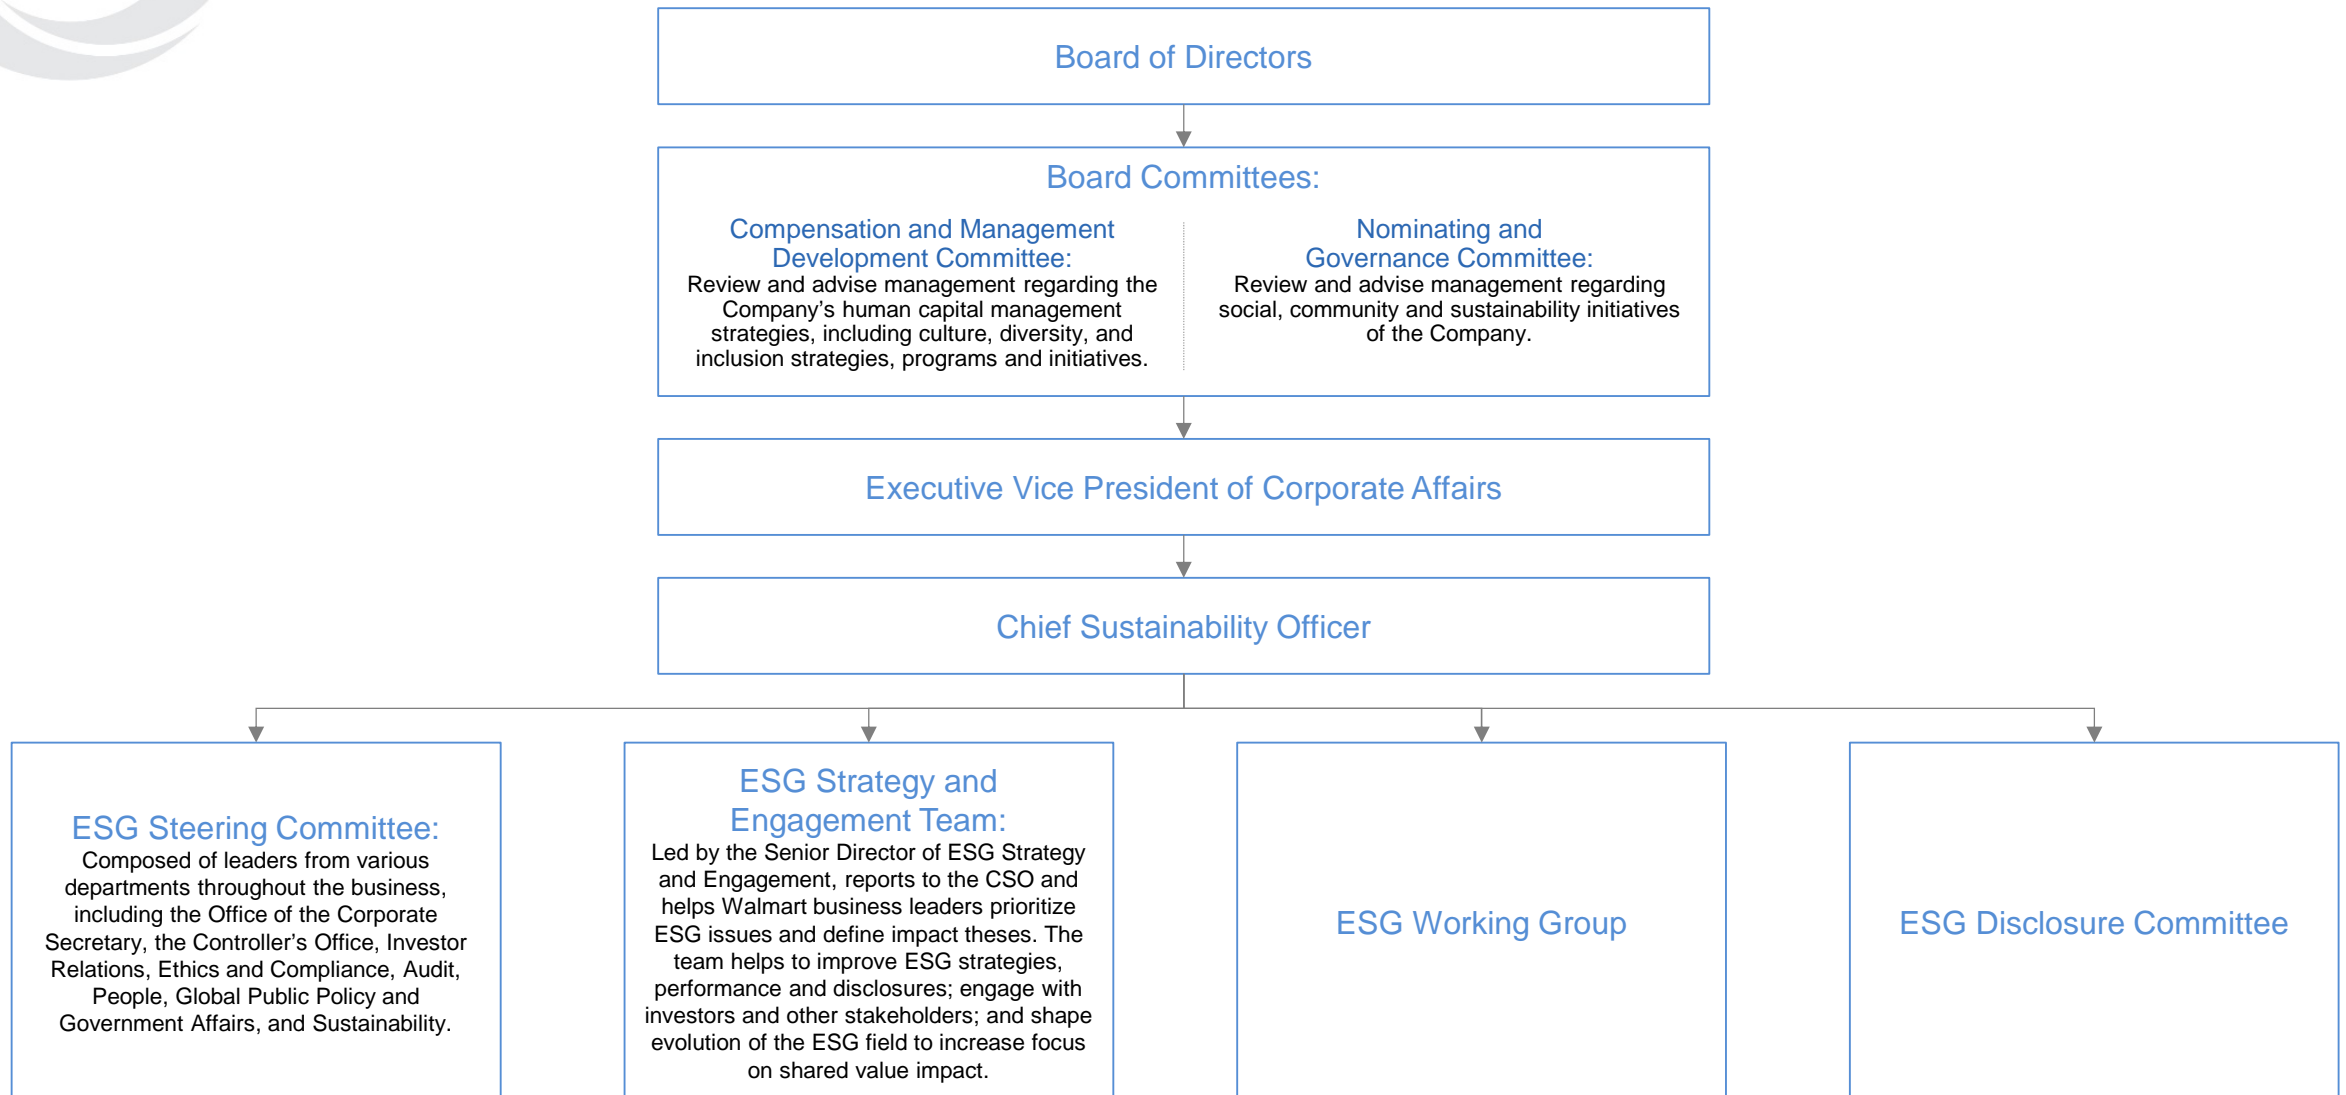 Board of Directors
Board Committees:
Compensation and Management
Development Committee:
Review and advise management regarding the
Company’s human capital management
strategies, including culture, diversity, and
inclusion strategies, programs and initiatives.
Nominating and
Governance Committee:
Review and advise management regarding
social, community and sustainability initiatives
of the Company.
Executive Vice President of Corporate Affairs
Chief Sustainability Officer
ESG Steering Committee:
Composed of leaders from various
departments throughout the business,
including the Office of the Corporate
Secretary, the Controller’s Office, Investor
Relations, Ethics and Compliance, Audit,
People, Global Public Policy and
Government Affairs, and Sustainability.
ESG Strategy and
Engagement Team:
Led by the Senior Director of ESG Strategy
and Engagement, reports to the CSO and
helps Walmart business leaders prioritize
ESG issues and define impact theses. The
team helps to improve ESG strategies,
performance and disclosures; engage with
investors and other stakeholders; and shape
evolution of the ESG field to increase focus
on shared value impact.
ESG Working Group
ESG Disclosure Committee